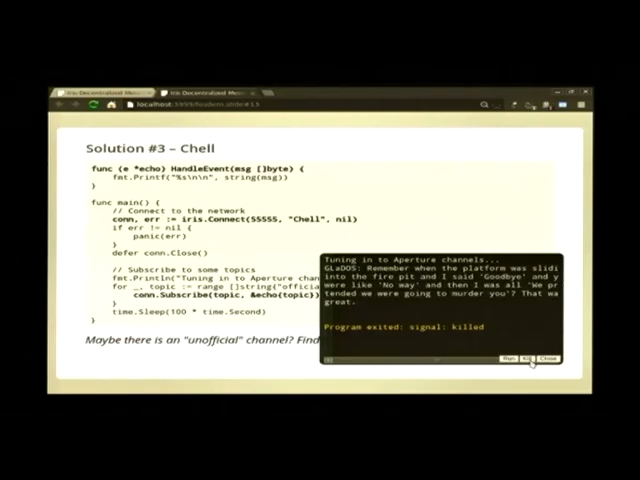 Iris Decentralized Mess
Iris Decentralized Mess
localhost:3999/fosdem.slide#13
Solution #3 – Chell
func (e *echo) HandleEvent(msg []byte) {
fmt.Printf("%s\n\n", string(msg))
}
func main() {
// Connect to the network
conn, err := iris.Connect(55555, "Chell", nil)
if err != nil {
panic(err)
}
defer conn.Close()
// Subscribe to some topics
fmt.Println("Tuning in to Aperture channels...
for _, topic := range []string{"officia
conn.Subscribe(topic, &echo{topic})
}
time.Sleep(100 * time.Second)
}
Maybe there is an "unofficial" channel? Find
Tuning in to Aperture channels...
GLaDOS: Remember when the platform was slidi
into the fire pit and I said 'Goodbye' and y
were like 'No way' and then I was all 'We pr
tended we were going to murder you'? That wa
great.
Program exited: signal: killed
Run Kill Close